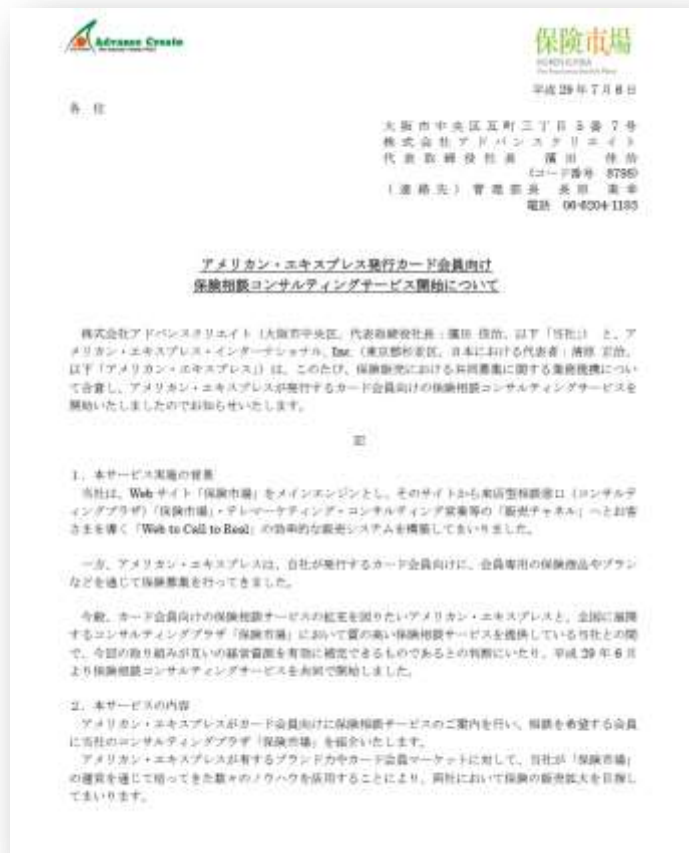 Advance Create
保険市場
平成 29 年 7 月 6 日
各 位
大 阪 市 中 央 区 瓦 町 三 丁 目 5 番 7 号
株 式 会 社 ア ド バ ン ス ク リ エ イ ト
代 表 取 締 役 社 長 濱 田 佳 治
(コード番号 8798)
( 連 絡 先 ) 管 理 部 長
電話 06-6204-1193
アメリカン・エキスプレス発行カード会員向け
保険相談コンサルティングサービス開始について
株式会社アドバンスクリエイト（大阪市中央区、代表取締役社長：濱田 佳治、以下「当社」） と、ア
メリカン・エキスプレス・インターナショナル, Inc.（東京都杉並区、日本における代表者：清原 正治、
以下「アメリカン・エキスプレス」）は、このたび、保険販売における共同募集に関する業務提携につい
て合意し、アメリカン・エキスプレスが発行するカード会員向けの保険相談コンサルティングサービスを
開始いたしましたのでお知らせいたします。
記
１．本サービス実施の背景
当社は、Web サイト「保険市場」をメインエンジンとし、そのサイトから来店型相談窓口（コンサルテ
ィングプラザ）「保険市場」・テレマーケティング・コンサルティング営業等の「販売チャネル」へとお客
さまを導く「Web to Call to Real」の効率的な販売システムを構築してまいりました。
一方、アメリカン・エキスプレスは、自社が発行するカード会員向けに、会員専用の保険商品やプラン
などを通じて保険募集を行ってきました。
今般、カード会員向けの保険相談サービスの拡充を図りたいアメリカン・エキスプレスと、全国に展開
するコンサルティングプラザ「保険市場」において質の高い保険相談サービスを提供している当社との間
で、今回の取り組みが互いの経営資源を有効に補完できるものであるとの判断にいたり、平成 29 年 6 月
より保険相談コンサルティングサービスを共同で開始しました。
２．本サービスの内容
アメリカン・エキスプレスがカード会員向けに保険相談サービスのご案内を行い、相談を希望する会員
に当社のコンサルティングプラザ「保険市場」を紹介いたします。
アメリカン・エキスプレスが有するブランド力やカード会員マーケットに対して、当社が「保険市場」
の運営を通じて培ってきた数々のノウハウを活用することにより、両社において保険の販売拡大を目指し
てまいります。